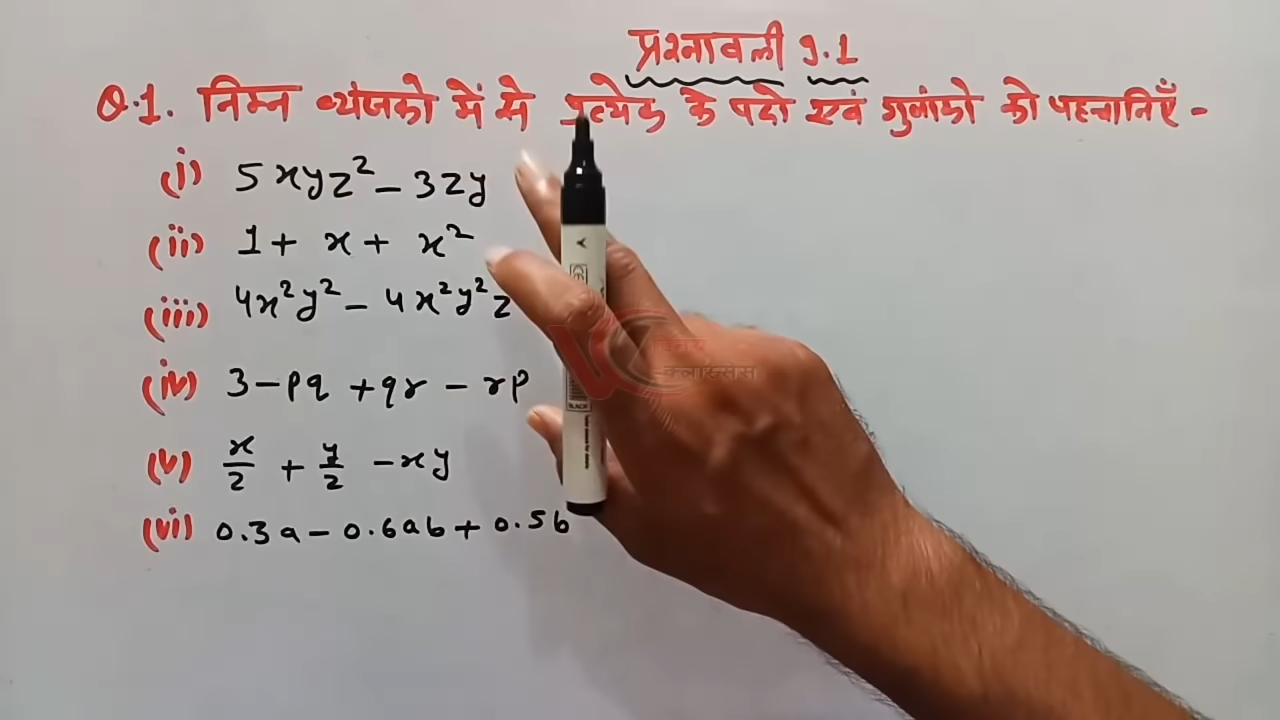 प्रश्नावली 9.1
Q.1. निम्न व्यंजको में से प्रत्येक के पदो एवं गुणांको को पहचानिएँ -
(i) 5xyz² - 3zy
(ii) 1 + x + x²
(iii) 4x²y² - 4x²y²z
(iv) 3 - pq + qr - rp
(v) x/2 + y/2 - xy
(vi) 0.3a - 0.6ab + 0.5b
क्लासेस
BLACK